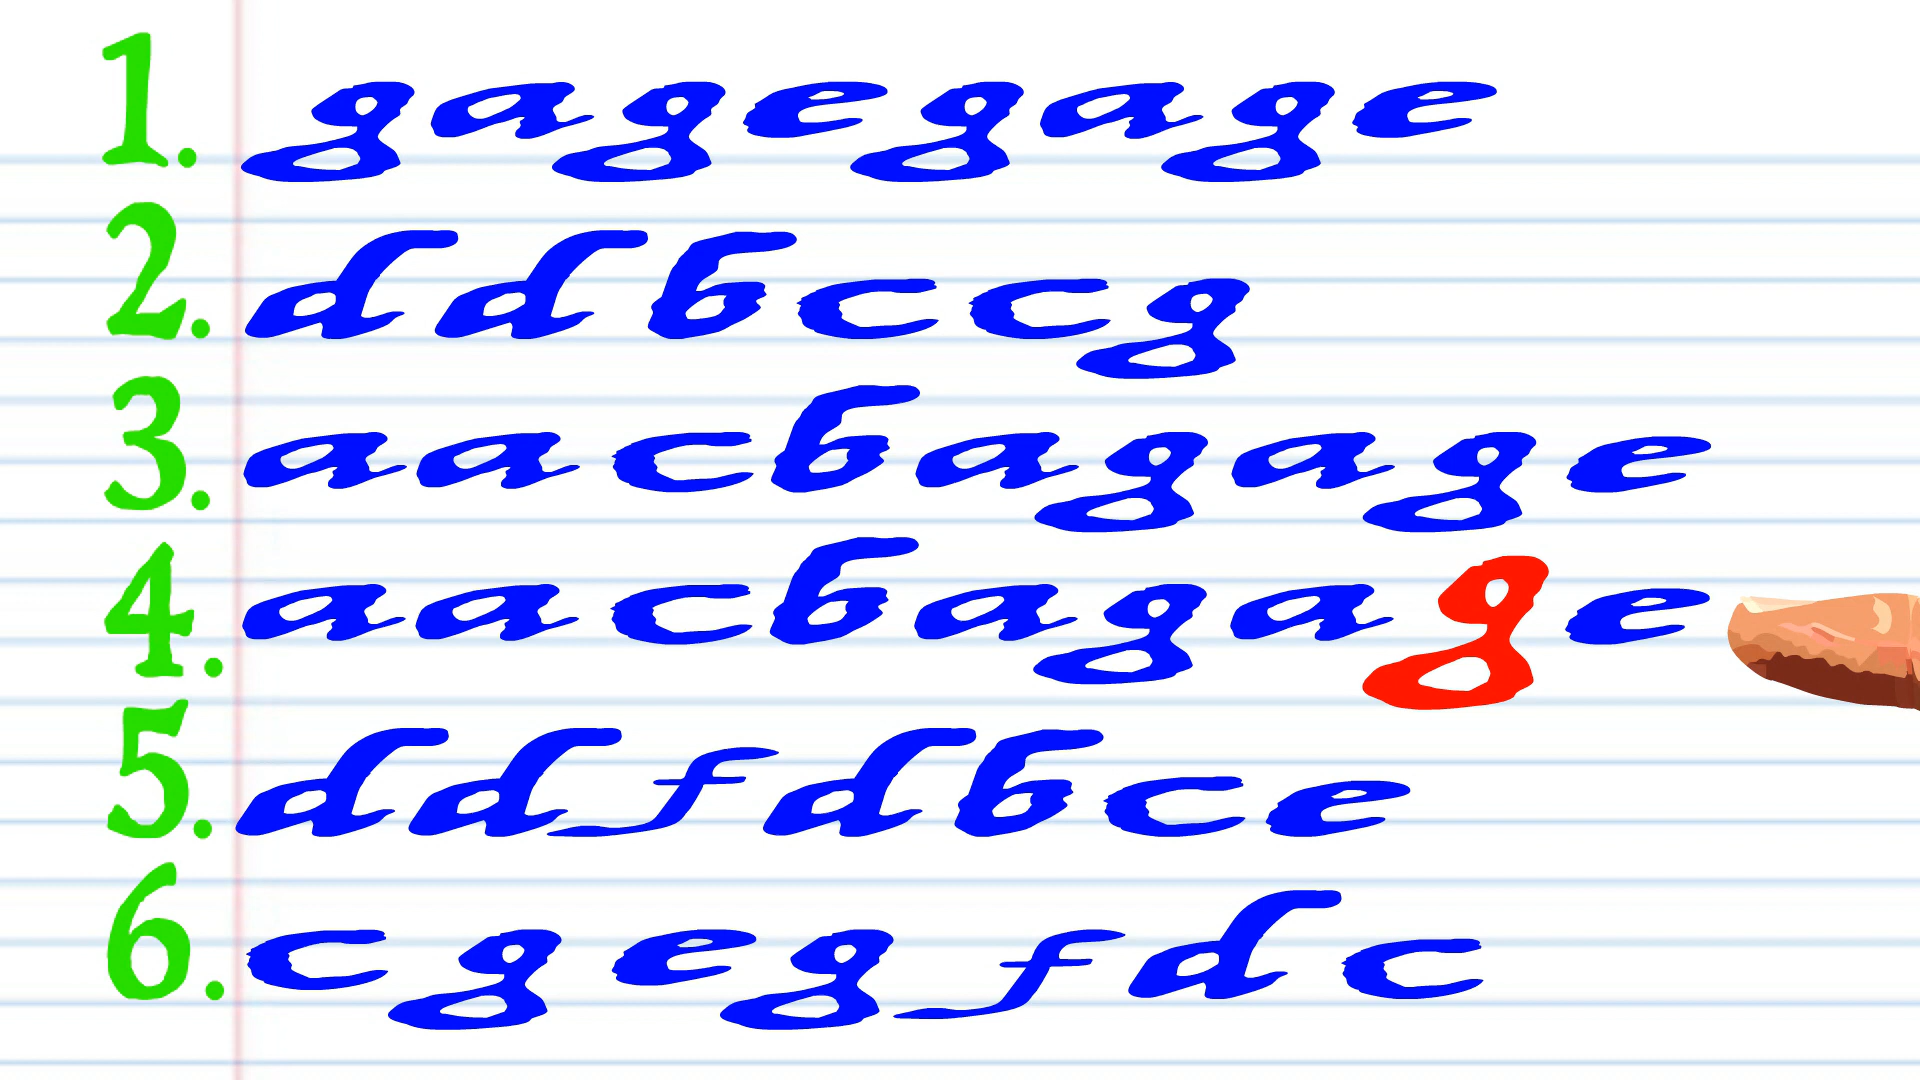 1. gagegage
2. ddbccg
3. aacbagage
4. aacbagage
5. ddfdbce
6. cgegfdc